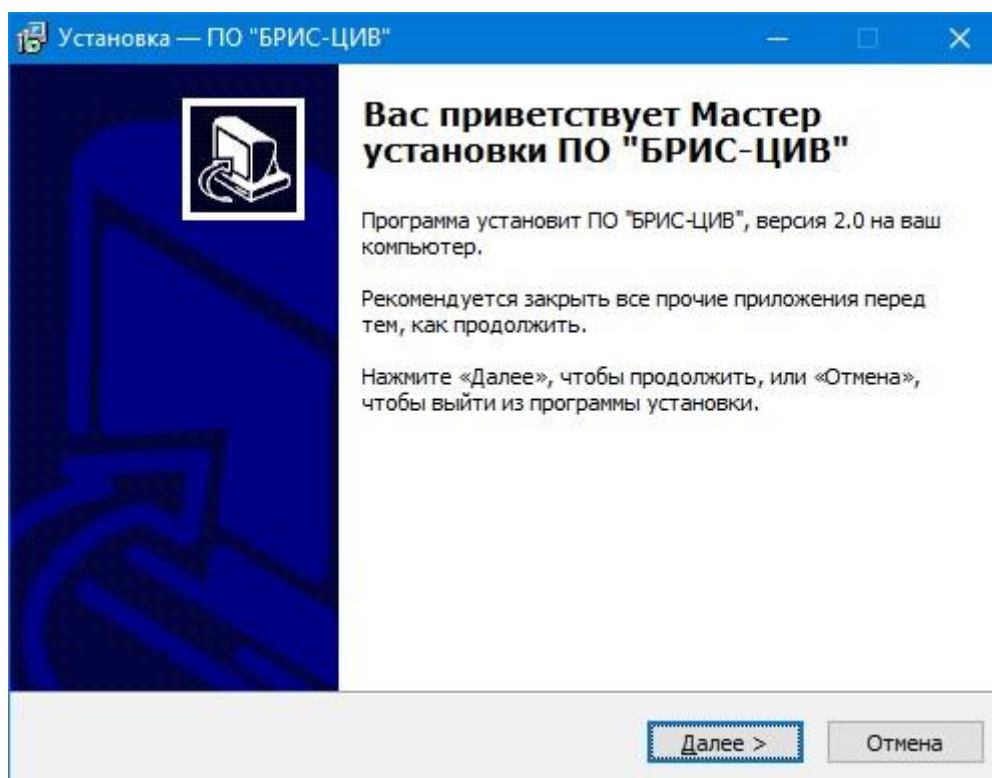 Установка — ПО "БРИС-ЦИВ"
Вас приветствует Мастер
установки ПО "БРИС-ЦИВ"
Программа установит ПО "БРИС-ЦИВ", версия 2.0 на ваш
компьютер.
Рекомендуется закрыть все прочие приложения перед
тем, как продолжить.
Нажмите «Далее», чтобы продолжить, или «Отмена»,
чтобы выйти из программы установки.
Далее >
Отмена